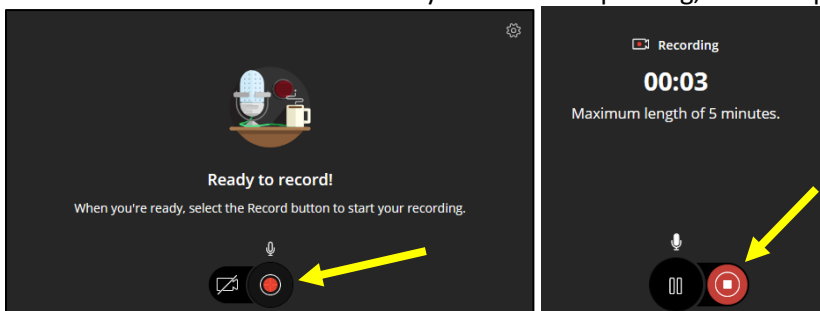 Ready to record!
When you're ready, select the Record button to start your recording.
Recording
00:03
Maximum length of 5 minutes.